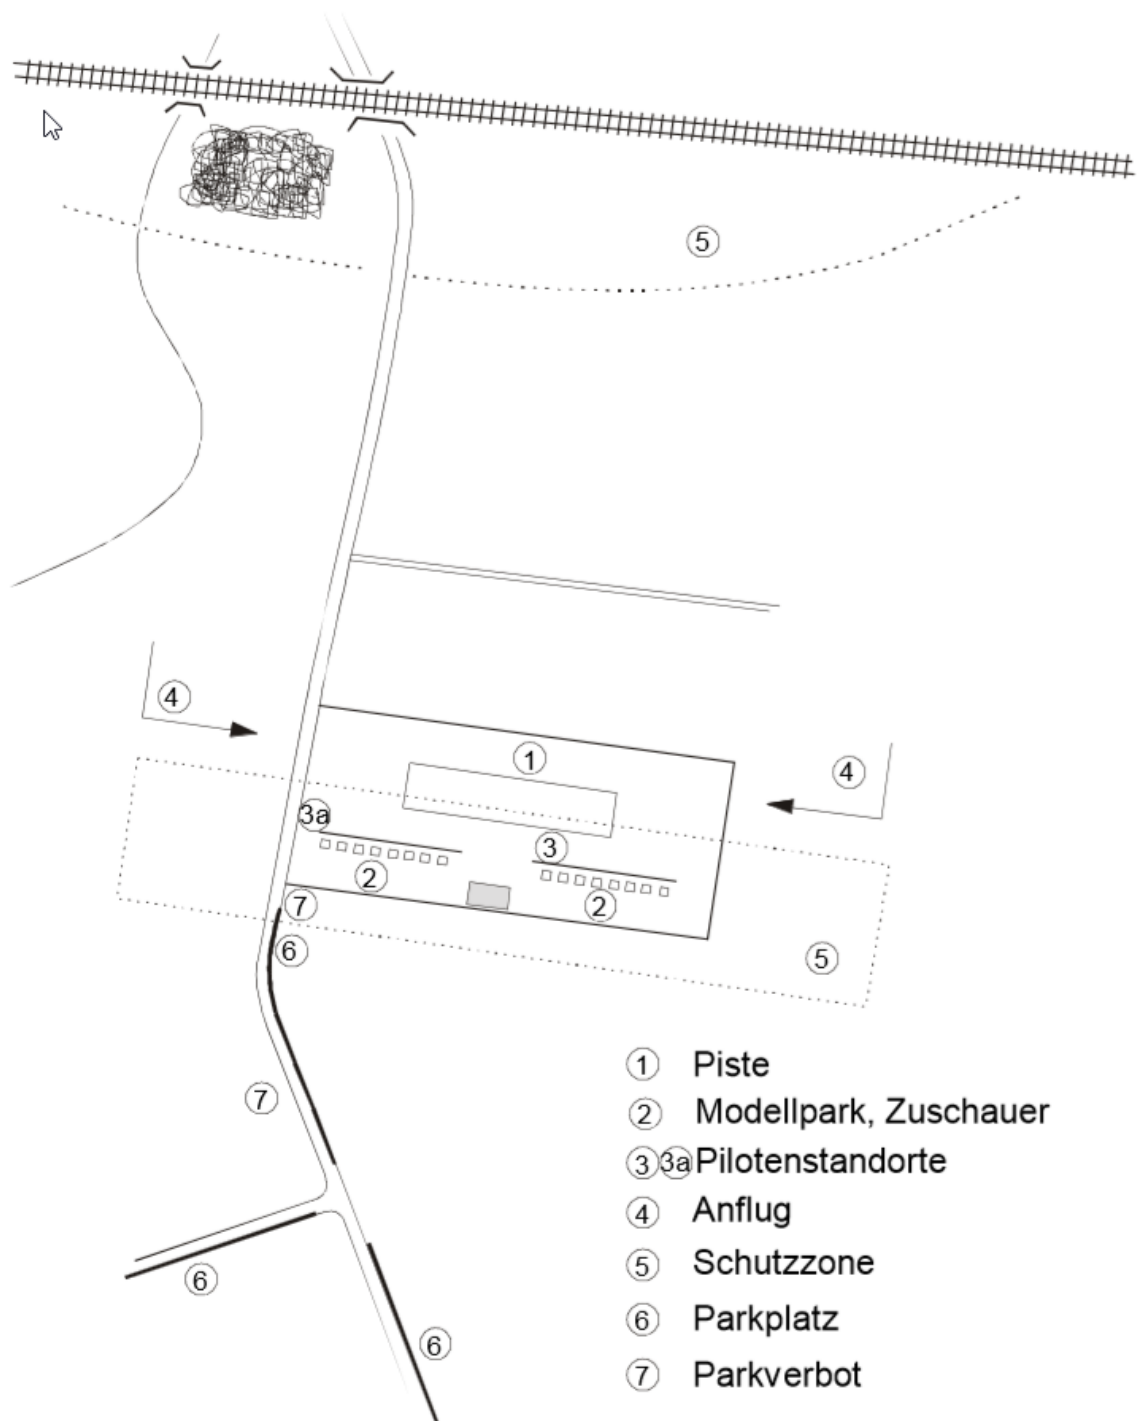 5
4
1
4
3a
3
2
7
2
6
5
7
6
6
1 Piste
2 Modellpark, Zuschauer
3 3a Pilotenstandorte
4 Anflug
5 Schutzzone
6 Parkplatz
7 Parkverbot